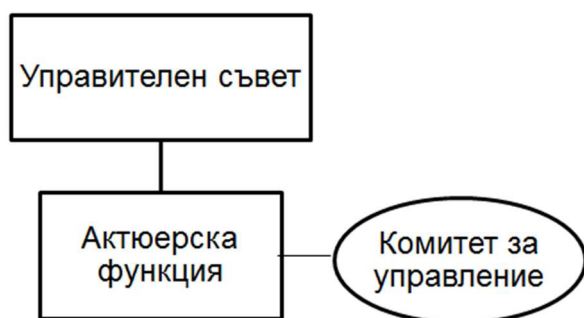 Управителен съвет
Актюерска
функция
Комитет за
управление